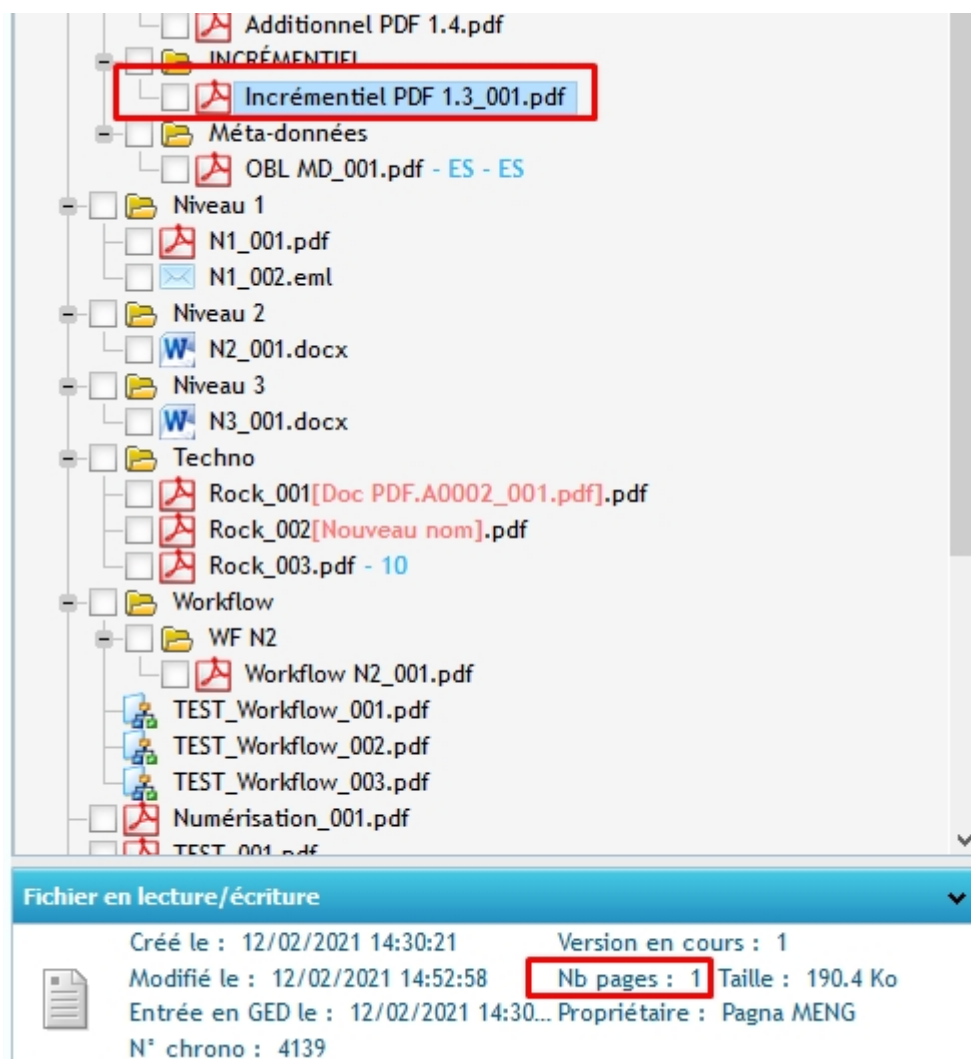 Additionnel PDF 1.4.pdf
INCRÉMENTIEL
Incrémentiel PDF 1.3_001.pdf
Méta-données
OBL MD_001.pdf - ES - ES
Niveau 1
N1_001.pdf
N1_002.eml
Niveau 2
N2_001.docx
Niveau 3
N3_001.docx
Techno
Rock_001[Doc PDF.A0002_001.pdf].pdf
Rock_002[Nouveau nom].pdf
Rock_003.pdf - 10
Workflow
WF N2
Workflow N2_001.pdf
TEST_Workflow_001.pdf
TEST_Workflow_002.pdf
TEST_Workflow_003.pdf
Numérisation_001.pdf
TEST_001.pdf
Fichier en lecture/écriture
Créé le : 12/02/2021 14:30:21 Version en cours : 1
Modifié le : 12/02/2021 14:52:58 Nb pages : 1 Taille : 190.4 Ko
Entrée en GED le : 12/02/2021 14:30... Propriétaire : Pagna MENG
N° chrono : 4139